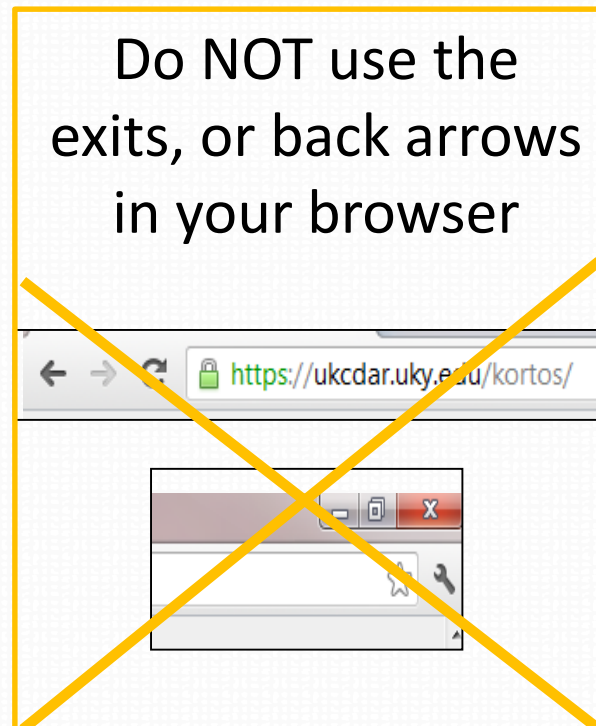 Do NOT use the
exits, or back arrows
in your browser
https://ukcdar.uky.edu/kortos/